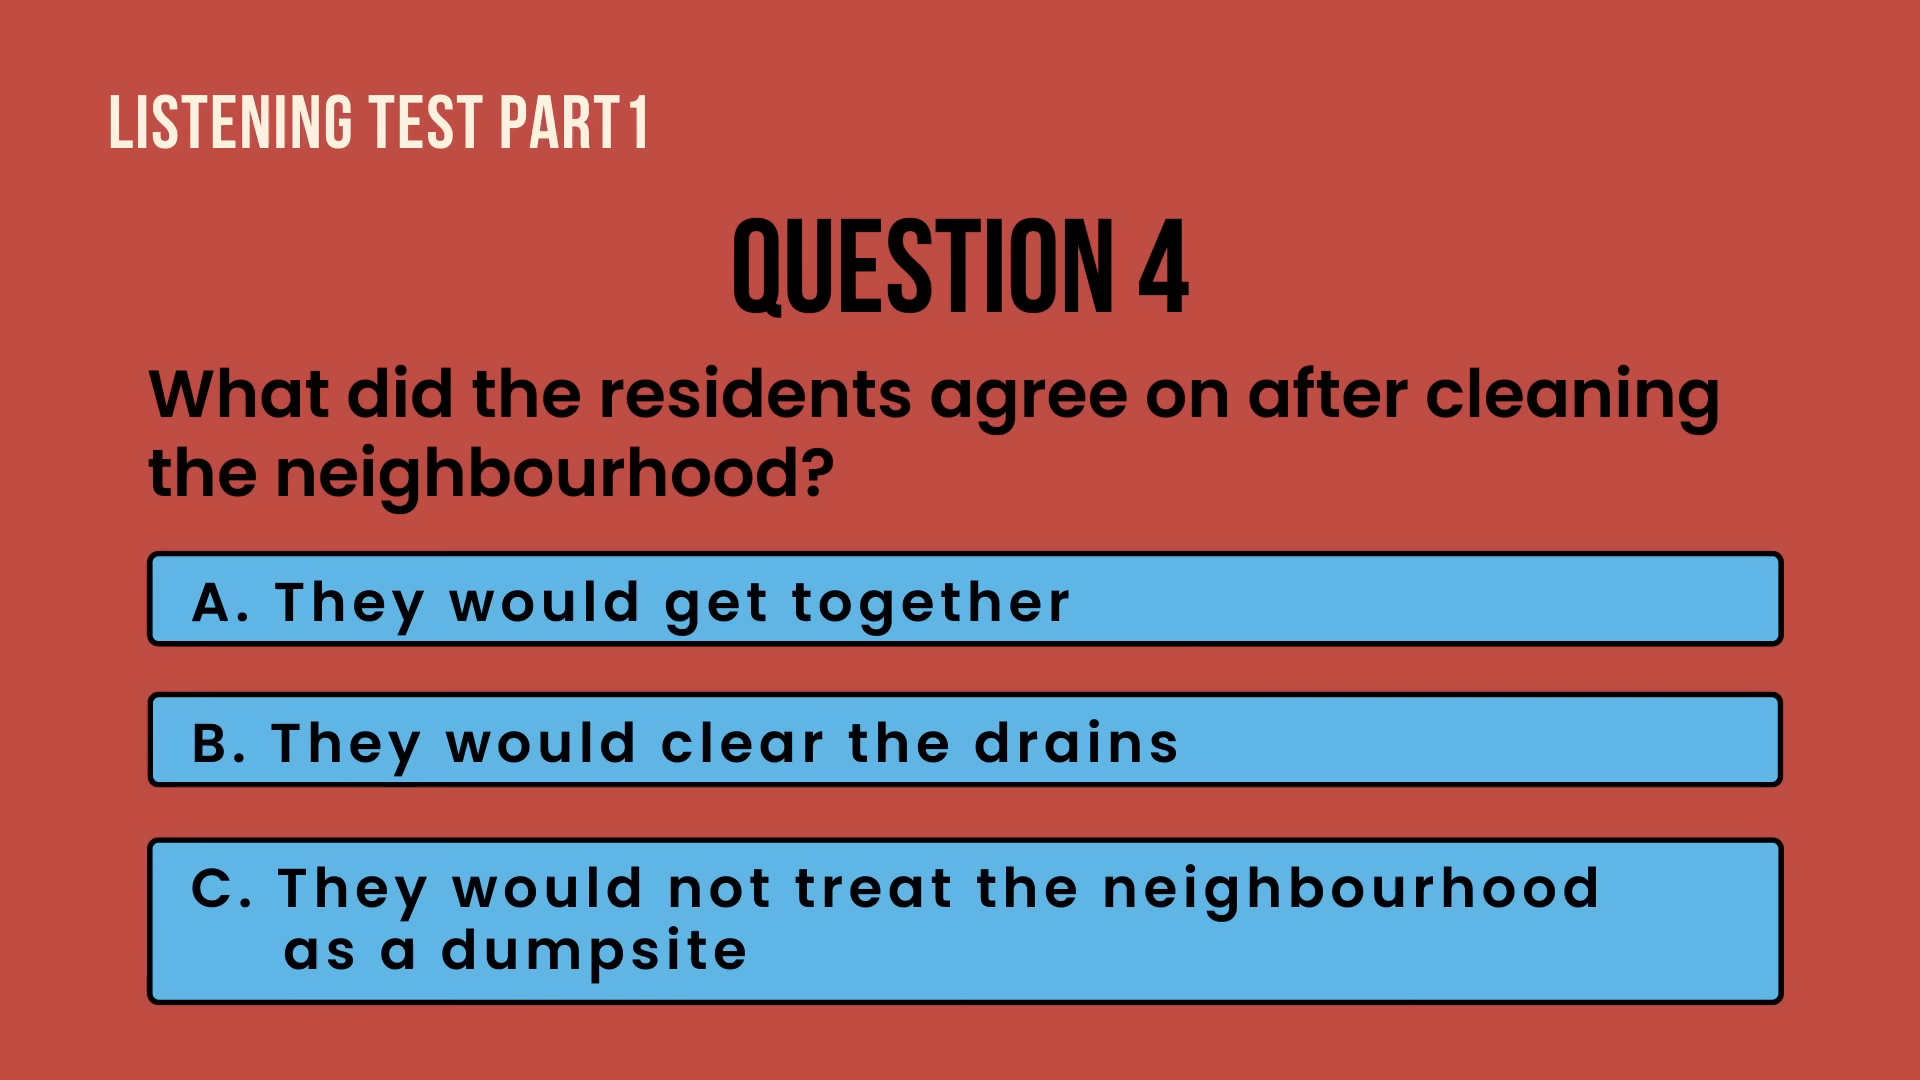 LISTENING TEST PART 1
QUESTION 4
What did the residents agree on after cleaning
the neighbourhood?
A. They would get together
B. They would clear the drains
C. They would not treat the neighbourhood
as a dumpsite